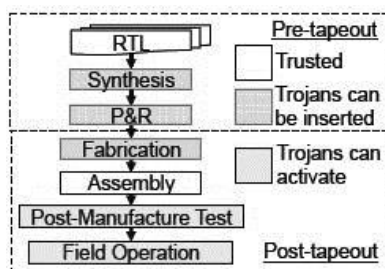 RTL
Synthesis
P&R
Fabrication
Assembly
Post-Manufacture Test
Field Operation
Pre-tapeout
Trusted
Trojans can
be inserted
Trojans can
activate
Post-tapeout